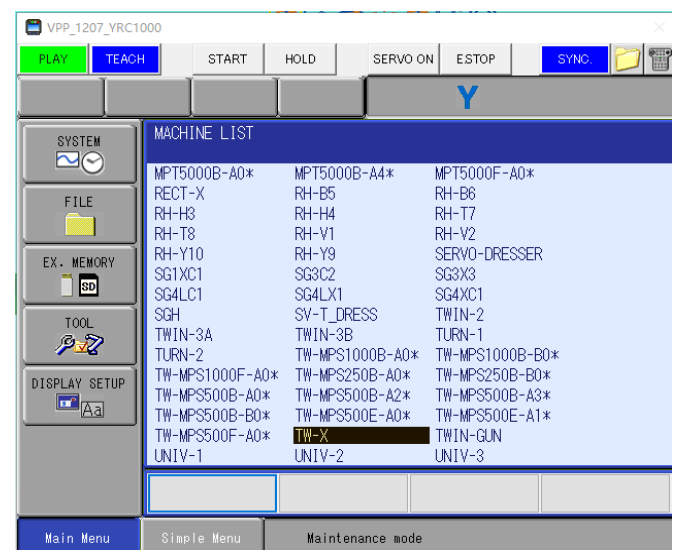 VPP_1207_YRC1000
PLAY TEACH START HOLD SERVO ON E.STOP SYNC.
Y
SYSTEM
FILE
EX. MEMORY
SD
TOOL
DISPLAY SETUP
Aa
MACHINE LIST
MPT5000B-A0* MPT5000B-A4* MPT5000F-A0*
RECT-X RH-B5 RH-B6
RH-H3 RH-H4 RH-T7
RH-T8 RH-V1 RH-V2
RH-Y10 RH-Y9 SERVO-DRESSER
SG1XC1 SG3C2 SG3X3
SG4LC1 SG4LX1 SG4XC1
SGH SV-T_DRESS TWIN-2
TWIN-3A TWIN-3B TURN-1
TURN-2 TW-MPS1000B-A0* TW-MPS1000B-B0*
TW-MPS1000F-A0* TW-MPS250B-A0* TW-MPS250B-B0*
TW-MPS500B-A0* TW-MPS500B-A2* TW-MPS500B-A3*
TW-MPS500B-B0* TW-MPS500E-A0* TW-MPS500E-A1*
TW-MPS500F-A0* TW-X TWIN-GUN
UNIV-1 UNIV-2 UNIV-3
Main Menu Simple Menu Maintenance mode